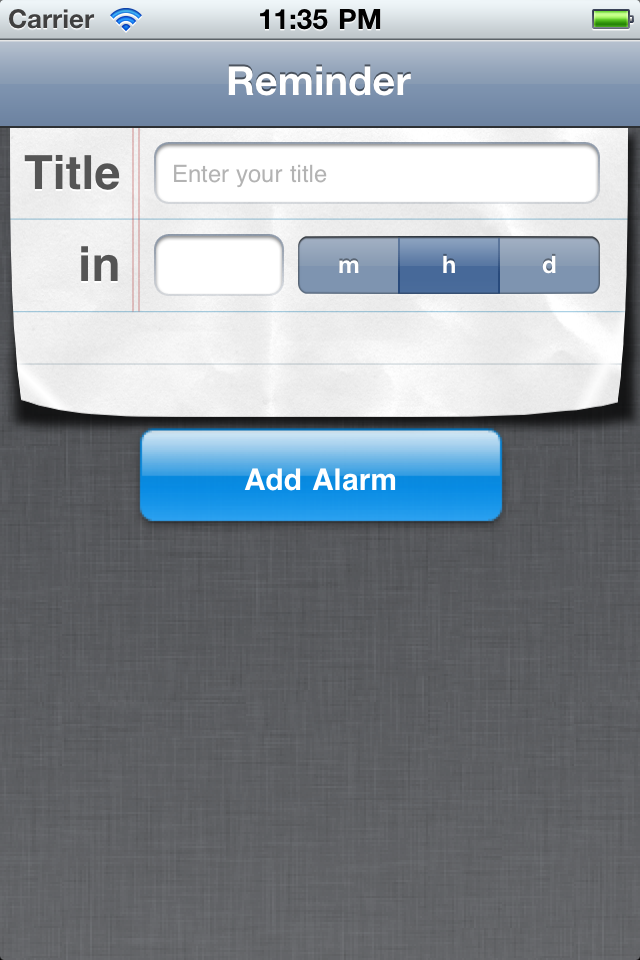 Carrier 11:35 PM
Reminder
Title Enter your title
in m h d
Add Alarm